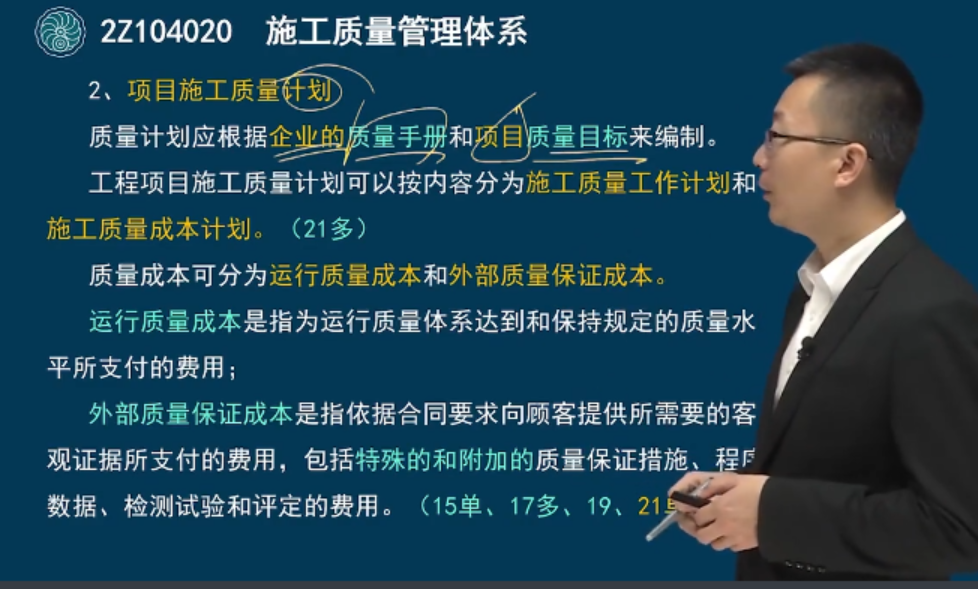 2Z104020 施工质量管理体系
2、项目施工质量计划
质量计划应根据企业的质量手册和项目质量目标来编制。
工程项目施工质量计划可以按内容分为施工质量工作计划和
施工质量成本计划。（21多）
质量成本可分为运行质量成本和外部质量保证成本。
运行质量成本是指为运行质量体系达到和保持规定的质量水
平所支付的费用；
外部质量保证成本是指依据合同要求向顾客提供所需要的客
观证据所支付的费用，包括特殊的和附加的质量保证措施、程序
数据、检测试验和评定的费用。（15单、17多、19、21单